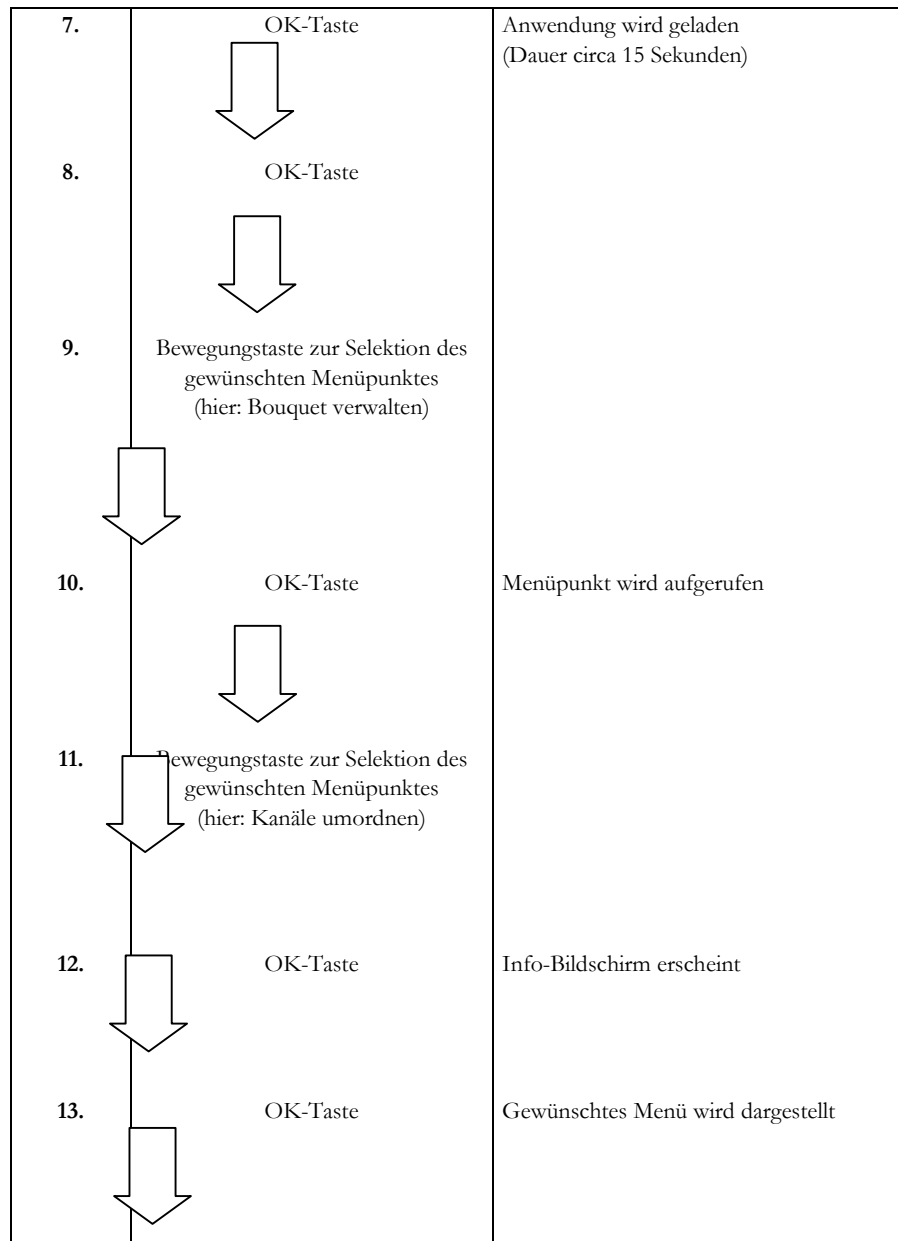 7. OK-Taste Anwendung wird geladen
(Dauer circa 15 Sekunden)
8. OK-Taste
9. Bewegungstaste zur Selektion des
gewünschten Menüpunktes
(hier: Bouquet verwalten)
10. OK-Taste Menüpunkt wird aufgerufen
11. Bewegungstaste zur Selektion des
gewünschten Menüpunktes
(hier: Kanäle umordnen)
12. OK-Taste Info-Bildschirm erscheint
13. OK-Taste Gewünschtes Menü wird dargestellt